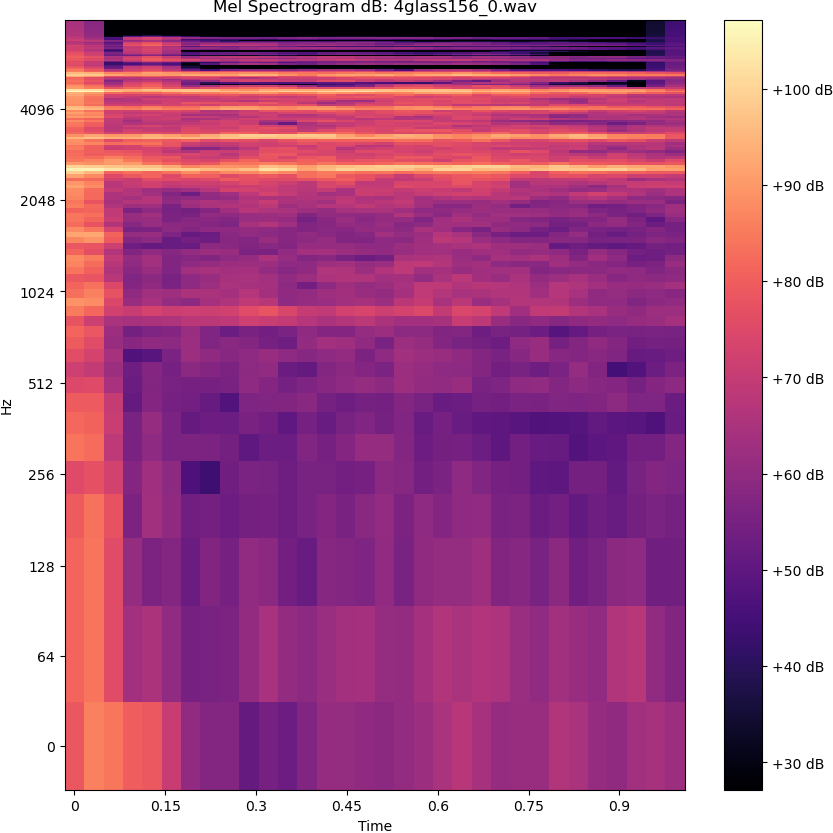 Mel Spectrogram dB: 4glass156_0.wav
Hz
4096
2048
1024
512
256
128
64
0
0 0.15 0.3 0.45 0.6 0.75 0.9
Time
+100 dB
+90 dB
+80 dB
+70 dB
+60 dB
+50 dB
+40 dB
+30 dB